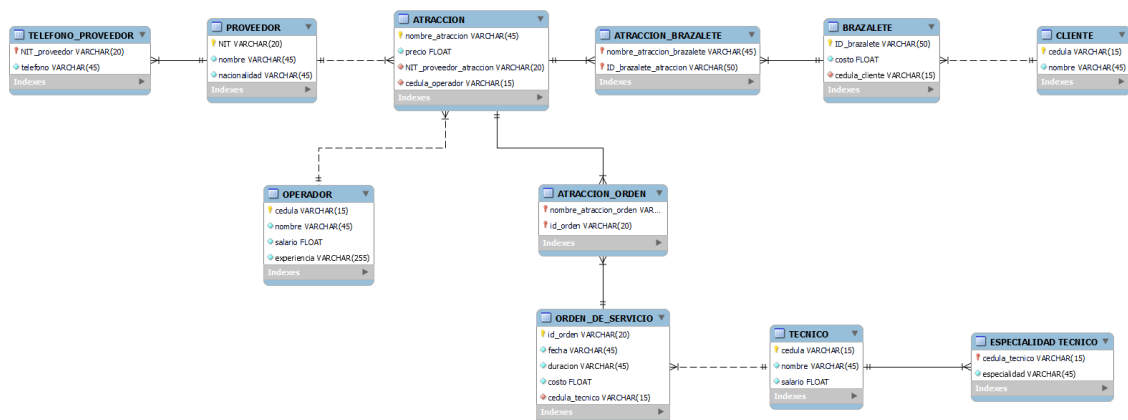 TELEFONO_PROVEEDOR
NIT_proveedor VARCHAR(20)
telefono VARCHAR(45)
Indexes
PROVEEDOR
NIT VARCHAR(20)
nombre VARCHAR(45)
nacionalidad VARCHAR(45)
Indexes
ATRACCION
nombre_atraccion VARCHAR(45)
precio FLOAT
NIT_proveedor_atraccion VARCHAR(20)
cedula_operador VARCHAR(15)
Indexes
ATRACCION_BRAZALETE
nombre_atraccion_brazalete VARCHAR(45)
ID_brazalete_atraccion VARCHAR(50)
Indexes
BRAZALETE
ID_brazalete VARCHAR(50)
costo FLOAT
cedula_cliente VARCHAR(15)
Indexes
CLIENTE
cedula VARCHAR(15)
nombre VARCHAR(45)
Indexes
OPERADOR
cedula VARCHAR(15)
nombre VARCHAR(45)
salario FLOAT
experiencia VARCHAR(255)
Indexes
ATRACCION_ORDEN
nombre_atraccion_orden VAR...
id_orden VARCHAR(20)
Indexes
ORDEN_DE_SERVICIO
id_orden VARCHAR(20)
fecha VARCHAR(45)
duracion VARCHAR(45)
costo FLOAT
cedula_tecnico VARCHAR(15)
Indexes
TECNICO
cedula VARCHAR(15)
nombre VARCHAR(45)
salario FLOAT
Indexes
ESPECIALIDAD TECNICO
cedula_tecnico VARCHAR(15)
especialidad VARCHAR(45)
Indexes